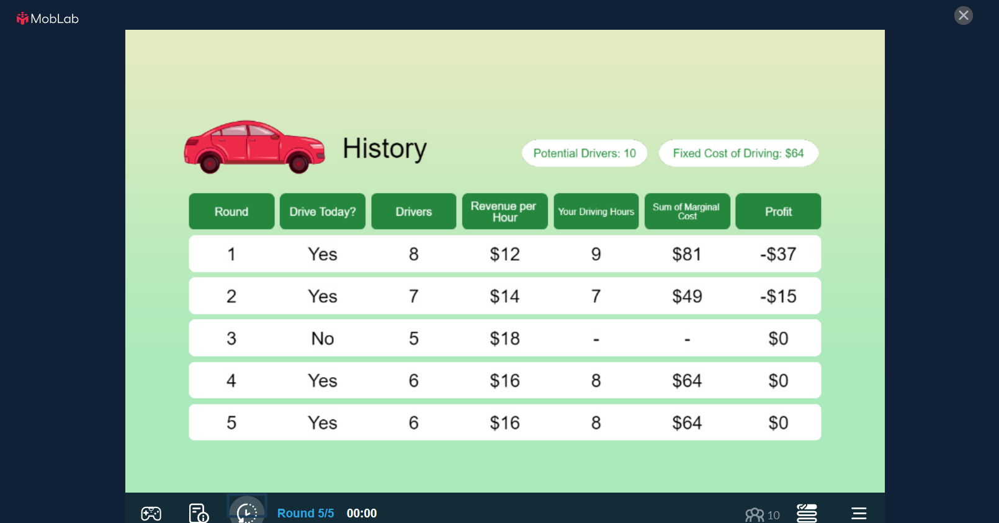 MobLab
History
Potential Drivers: 10
Fixed Cost of Driving: $64
Round Drive Today? Drivers Revenue per Hour Your Driving Hours Sum of Marginal Cost Profit
1 Yes 8 $12 9 $81 -$37
2 Yes 7 $14 7 $49 -$15
3 No 5 $18 - - $0
4 Yes 6 $16 8 $64 $0
5 Yes 6 $16 8 $64 $0
Round 5/5 00:00 10